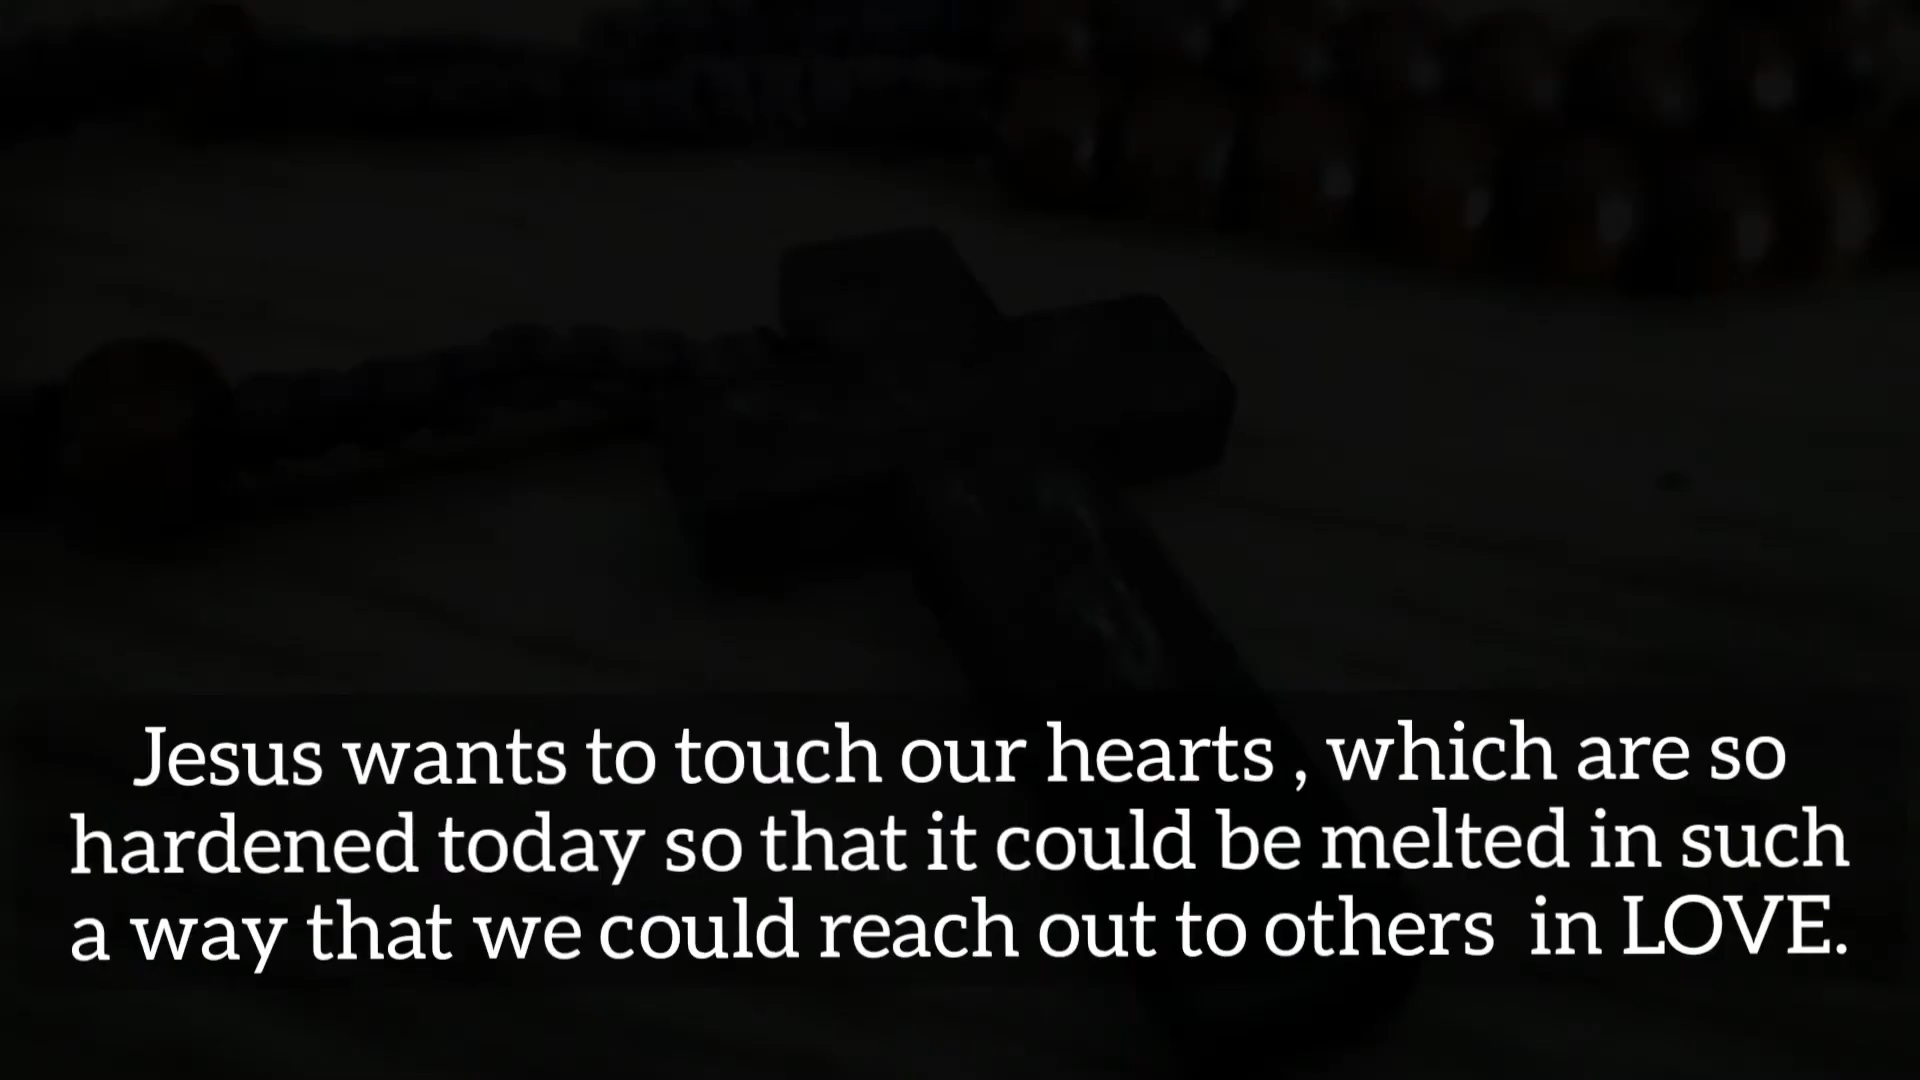 Jesus wants to touch our hearts , which are so
hardened today so that it could be melted in such
a way that we could reach out to others  in LOVE.